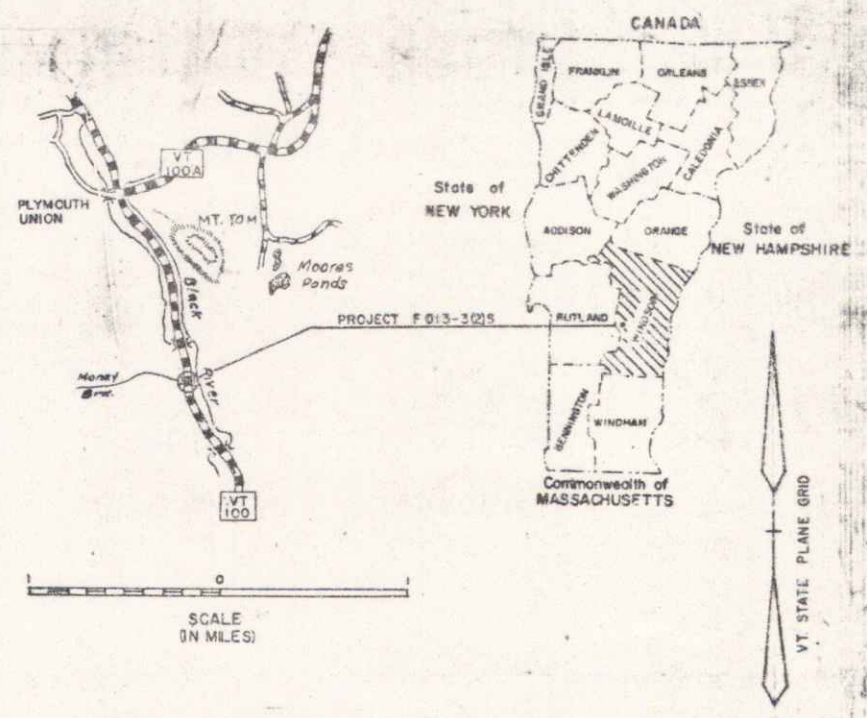 CANADA
GRAND ISLE
FRANKLIN
ORLEANS
ESSEX
LAMOILLE
CHITTENDEN
WASHINGTON
CALEDONIA
State of
NEW YORK
ADDISON
ORANGE
State of
NEW HAMPSHIRE
RUTLAND
WINDSOR
BENNINGTON
WINDHAM
Commonwealth of
MASSACHUSETTS
VT
100A
PLYMOUTH
UNION
MT. TOM
Moores
Ponds
Black
River
PROJECT F 013-3(2)S
Money
Brk.
VT
100
1 0 1
SCALE
(IN MILES)
VT. STATE PLANE GRID